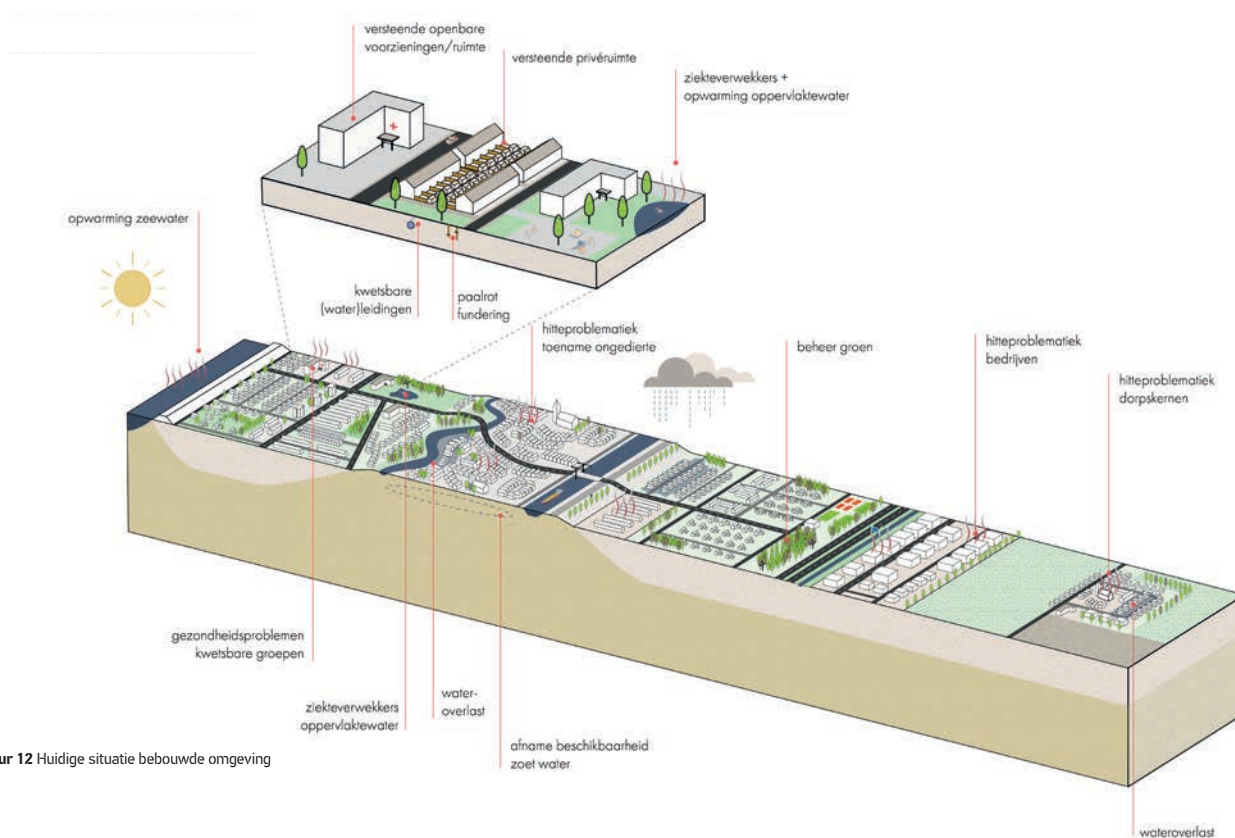 versteende openbare
voorzieningen/ruimte
versteende privéruimte
ziekteverwekkers +
opwarming oppervlaktewater
opwarming zeewater
kwetsbare
(water)leidingen
paalrot
fundering
hitteproblematiek
toename ongedierte
beheer groen
hitteproblematiek
bedrijven
hitteproblematiek
dorpskernen
gezondheidsproblemen
kwetsbare groepen
ziekteverwekkers
oppervlaktewater
water-
overlast
afname beschikbaarheid
zoet water
ur 12 Huidige situatie bebouwde omgeving
wateroverlast